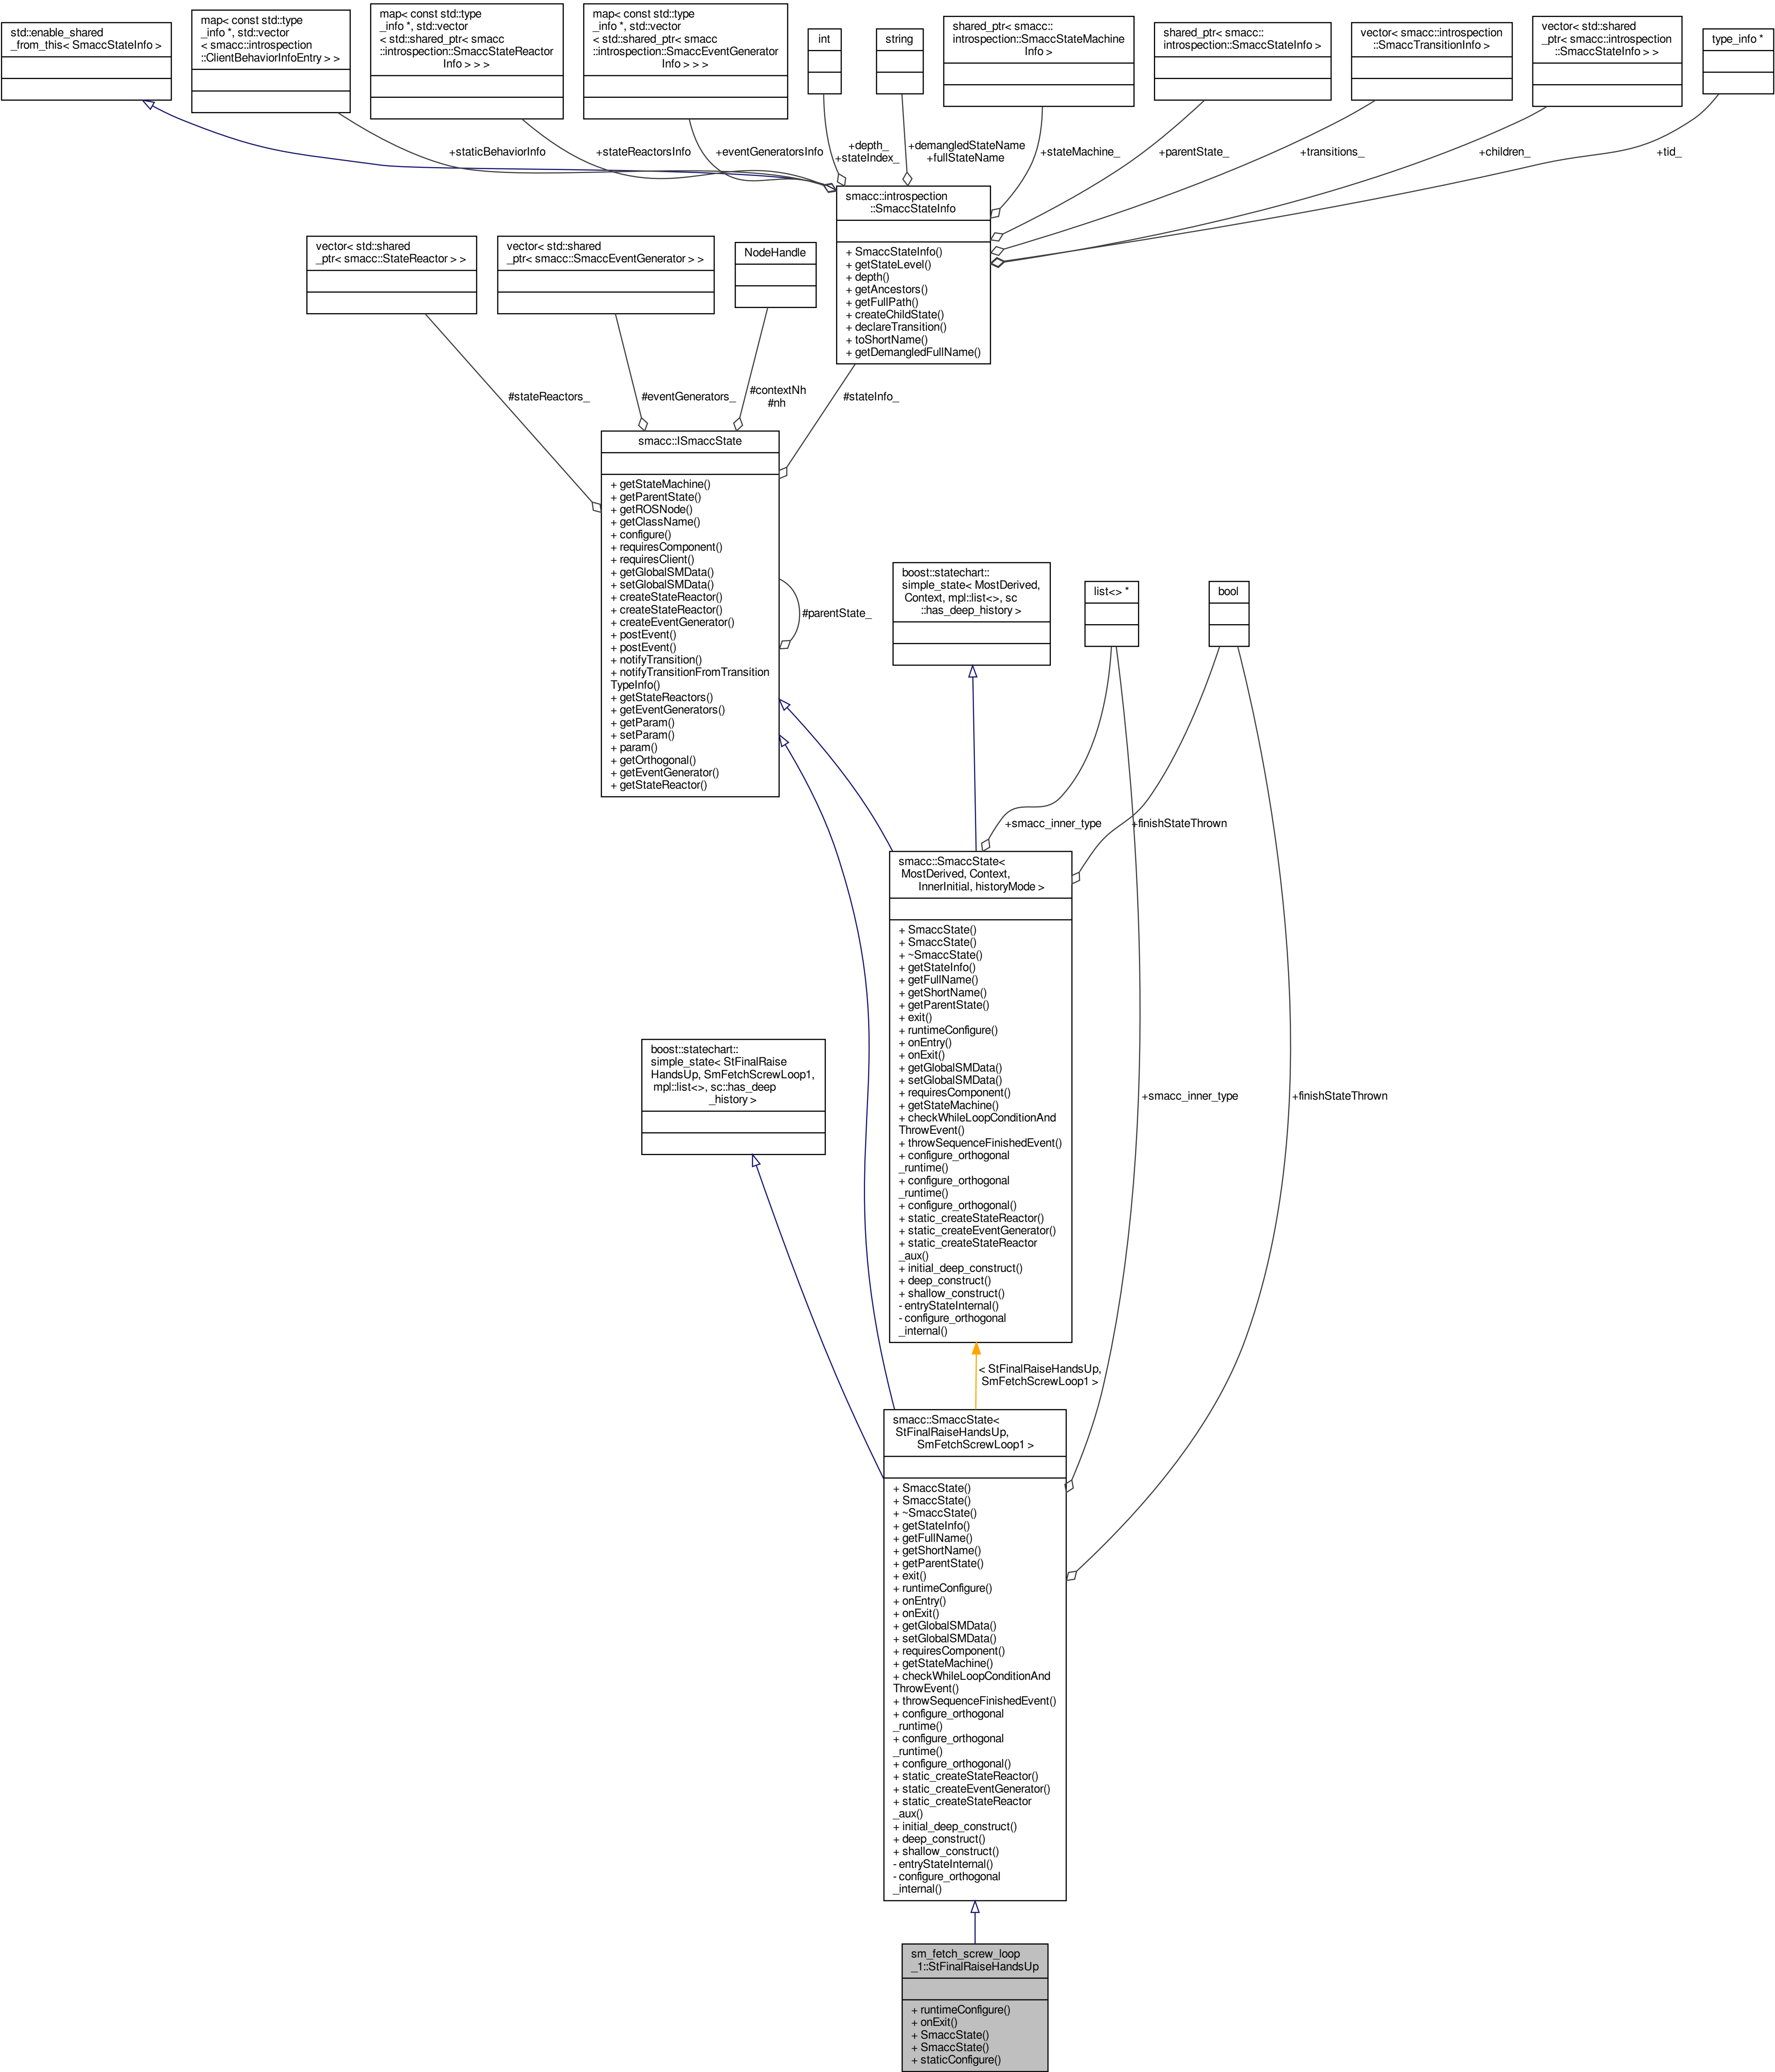 std::enable_shared
_from_this< SmaccStateInfo >
map< const std::type
_info *, std::vector
< smacc::introspection
::ClientBehaviorInfoEntry > >
map< const std::type
_info *, std::vector
< std::shared_ptr< smacc
::introspection::SmaccStateReactor
Info > > >
map< const std::type
_info *, std::vector
< std::shared_ptr< smacc
::introspection::SmaccEventGenerator
Info > > >
int
string
shared_ptr< smacc::
introspection::SmaccStateMachine
Info >
shared_ptr< smacc::
introspection::SmaccStateInfo >
vector< smacc::introspection
::SmaccTransitionInfo >
vector< std::shared
_ptr< smacc::introspection
::SmaccStateInfo > >
type_info *
+staticBehaviorInfo
+stateReactorsInfo
+eventGeneratorsInfo
+depth_
+stateIndex_
+demangledStateName
+fullStateName
+stateMachine_
+parentState_
+transitions_
+children_
+tid_
smacc::introspection
::SmaccStateInfo
+ SmaccStateInfo()
+ getStateLevel()
+ depth()
+ getAncestors()
+ getFullPath()
+ createChildState()
+ declareTransition()
+ toShortName()
+ getDemangledFullName()
vector< std::shared
_ptr< smacc::StateReactor > >
vector< std::shared
_ptr< smacc::SmaccEventGenerator > >
NodeHandle
#stateReactors_
#eventGenerators_
#contextNh
#nh
#stateInfo_
smacc::ISmaccState
+ getStateMachine()
+ getParentState()
+ getROSNode()
+ getClassName()
+ configure()
+ requiresComponent()
+ requiresClient()
+ getGlobalSMData()
+ setGlobalSMData()
+ createStateReactor()
+ createStateReactor()
+ createEventGenerator()
+ postEvent()
+ postEvent()
+ notifyTransition()
+ notifyTransitionFromTransition
TypeInfo()
+ getStateReactors()
+ getEventGenerators()
+ getParam()
+ setParam()
+ param()
+ getOrthogonal()
+ getEventGenerator()
+ getStateReactor()
#parentState_
boost::statechart::
simple_state< MostDerived,
Context, mpl::list<>, sc
::has_deep_history >
list<> *
bool
+smacc_inner_type
+finishStateThrown
smacc::SmaccState<
MostDerived, Context,
InnerInitial, historyMode >
+ SmaccState()
+ SmaccState()
+ ~SmaccState()
+ getStateInfo()
+ getFullName()
+ getShortName()
+ getParentState()
+ exit()
+ runtimeConfigure()
+ onEntry()
+ onExit()
+ getGlobalSMData()
+ setGlobalSMData()
+ requiresComponent()
+ getStateMachine()
+ checkWhileLoopConditionAnd
ThrowEvent()
+ throwSequenceFinishedEvent()
+ configure_orthogonal
_runtime()
+ configure_orthogonal
_runtime()
+ configure_orthogonal()
+ static_createStateReactor()
+ static_createEventGenerator()
+ static_createStateReactor
_aux()
+ initial_deep_construct()
+ deep_construct()
+ shallow_construct()
- entryStateInternal()
- configure_orthogonal
_internal()
boost::statechart::
simple_state< StFinalRaise
HandsUp, SmFetchScrewLoop1,
mpl::list<>, sc::has_deep
_history >
+smacc_inner_type
+finishStateThrown
< StFinalRaiseHandsUp,
SmFetchScrewLoop1 >
smacc::SmaccState<
StFinalRaiseHandsUp,
SmFetchScrewLoop1 >
+ SmaccState()
+ SmaccState()
+ ~SmaccState()
+ getStateInfo()
+ getFullName()
+ getShortName()
+ getParentState()
+ exit()
+ runtimeConfigure()
+ onEntry()
+ onExit()
+ getGlobalSMData()
+ setGlobalSMData()
+ requiresComponent()
+ getStateMachine()
+ checkWhileLoopConditionAnd
ThrowEvent()
+ throwSequenceFinishedEvent()
+ configure_orthogonal
_runtime()
+ configure_orthogonal
_runtime()
+ configure_orthogonal()
+ static_createStateReactor()
+ static_createEventGenerator()
+ static_createStateReactor
_aux()
+ initial_deep_construct()
+ deep_construct()
+ shallow_construct()
- entryStateInternal()
- configure_orthogonal
_internal()
sm_fetch_screw_loop
_1::StFinalRaiseHandsUp
+ runtimeConfigure()
+ onExit()
+ SmaccState()
+ SmaccState()
+ staticConfigure()